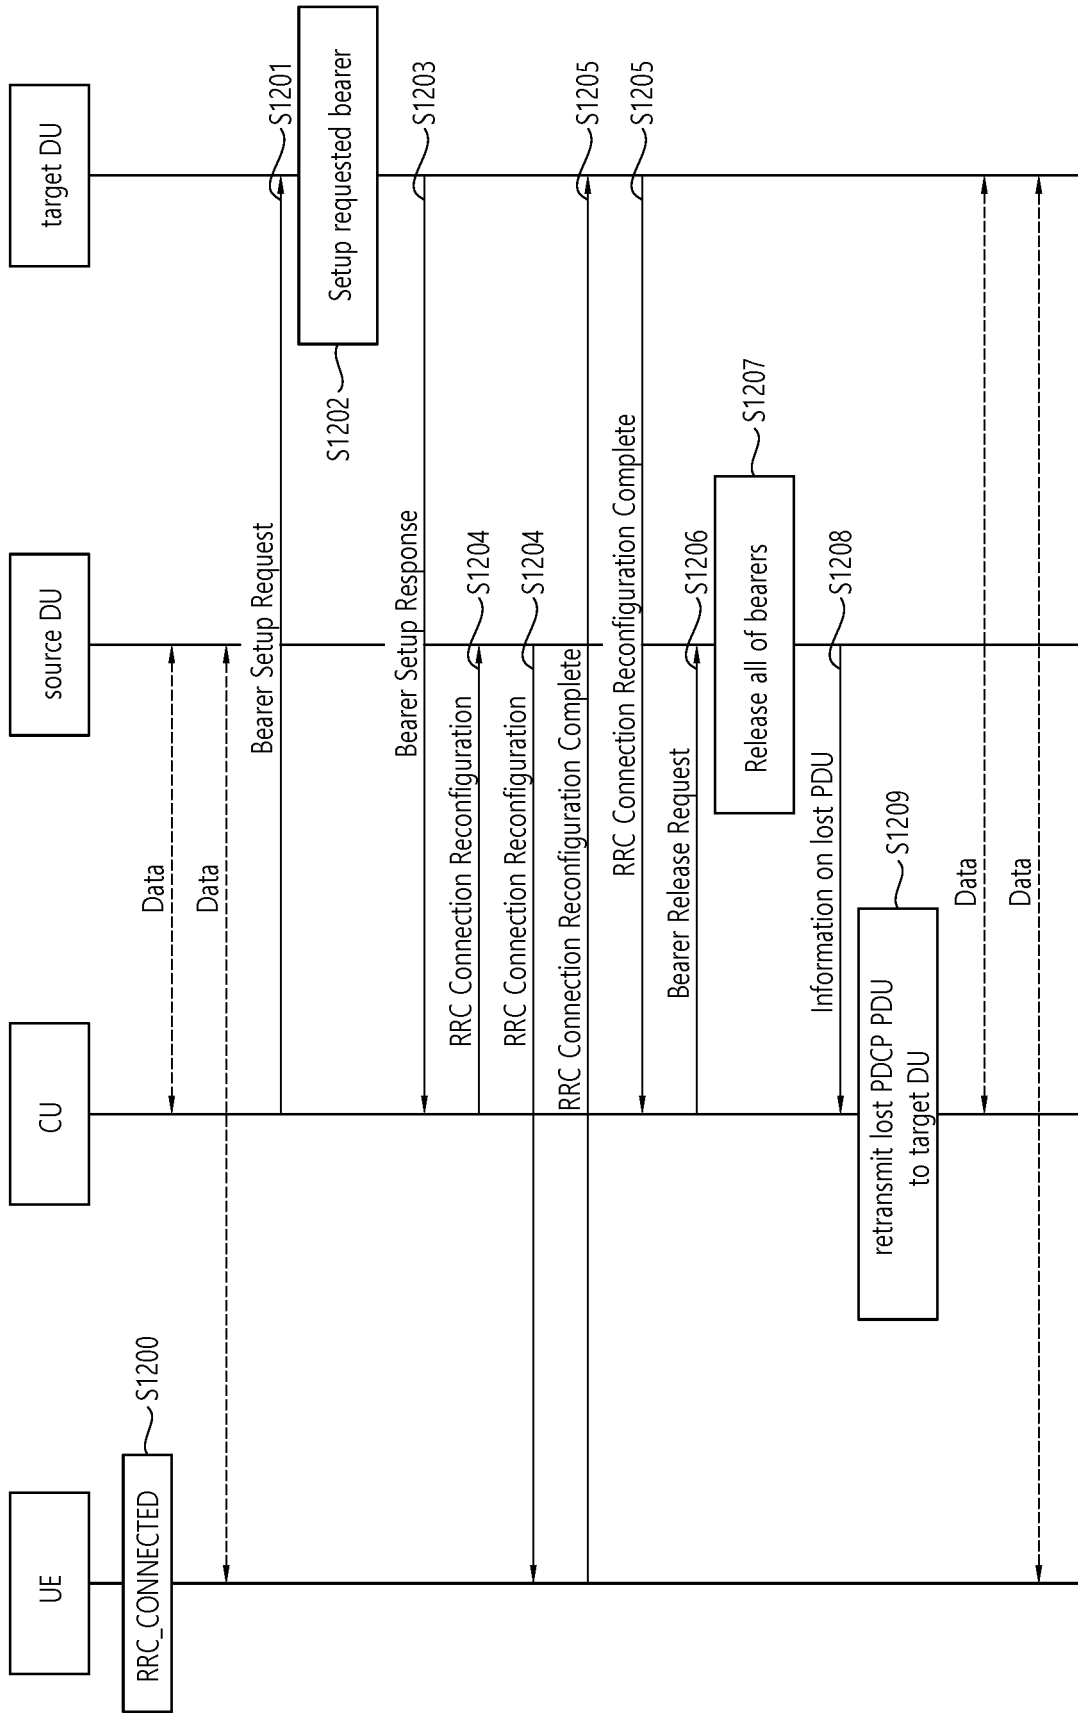 UE
CU
source DU
target DU
RRC_CONNECTED
S1200
Data
Data
Bearer Setup Request
S1201
Setup requested bearer
S1202
Bearer Setup Response
S1203
RRC Connection Reconfiguration
S1204
RRC Connection Reconfiguration
S1204
RRC Connection Reconfiguration Complete
S1205
RRC Connection Reconfiguration Complete
S1205
Bearer Release Request
S1206
Release all of bearers
S1207
Information on lost PDU
S1208
retransmit lost PDCP PDU
to target DU
S1209
Data
Data